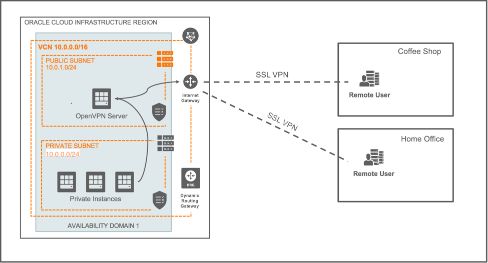 ORACLE CLOUD INFRASTRUCTURE REGION
VCN 10.0.0.0/16
PUBLIC SUBNET
10.0.1.0/24
OpenVPN Server
Internet
Gateway
PRIVATE SUBNET
10.0.0.0/24
Private Instances
DRG
Dynamic
Routing
Gateway
AVAILABILITY DOMAIN 1
SSL VPN
SSL VPN
Coffee Shop
Remote User
Home Office
Remote User